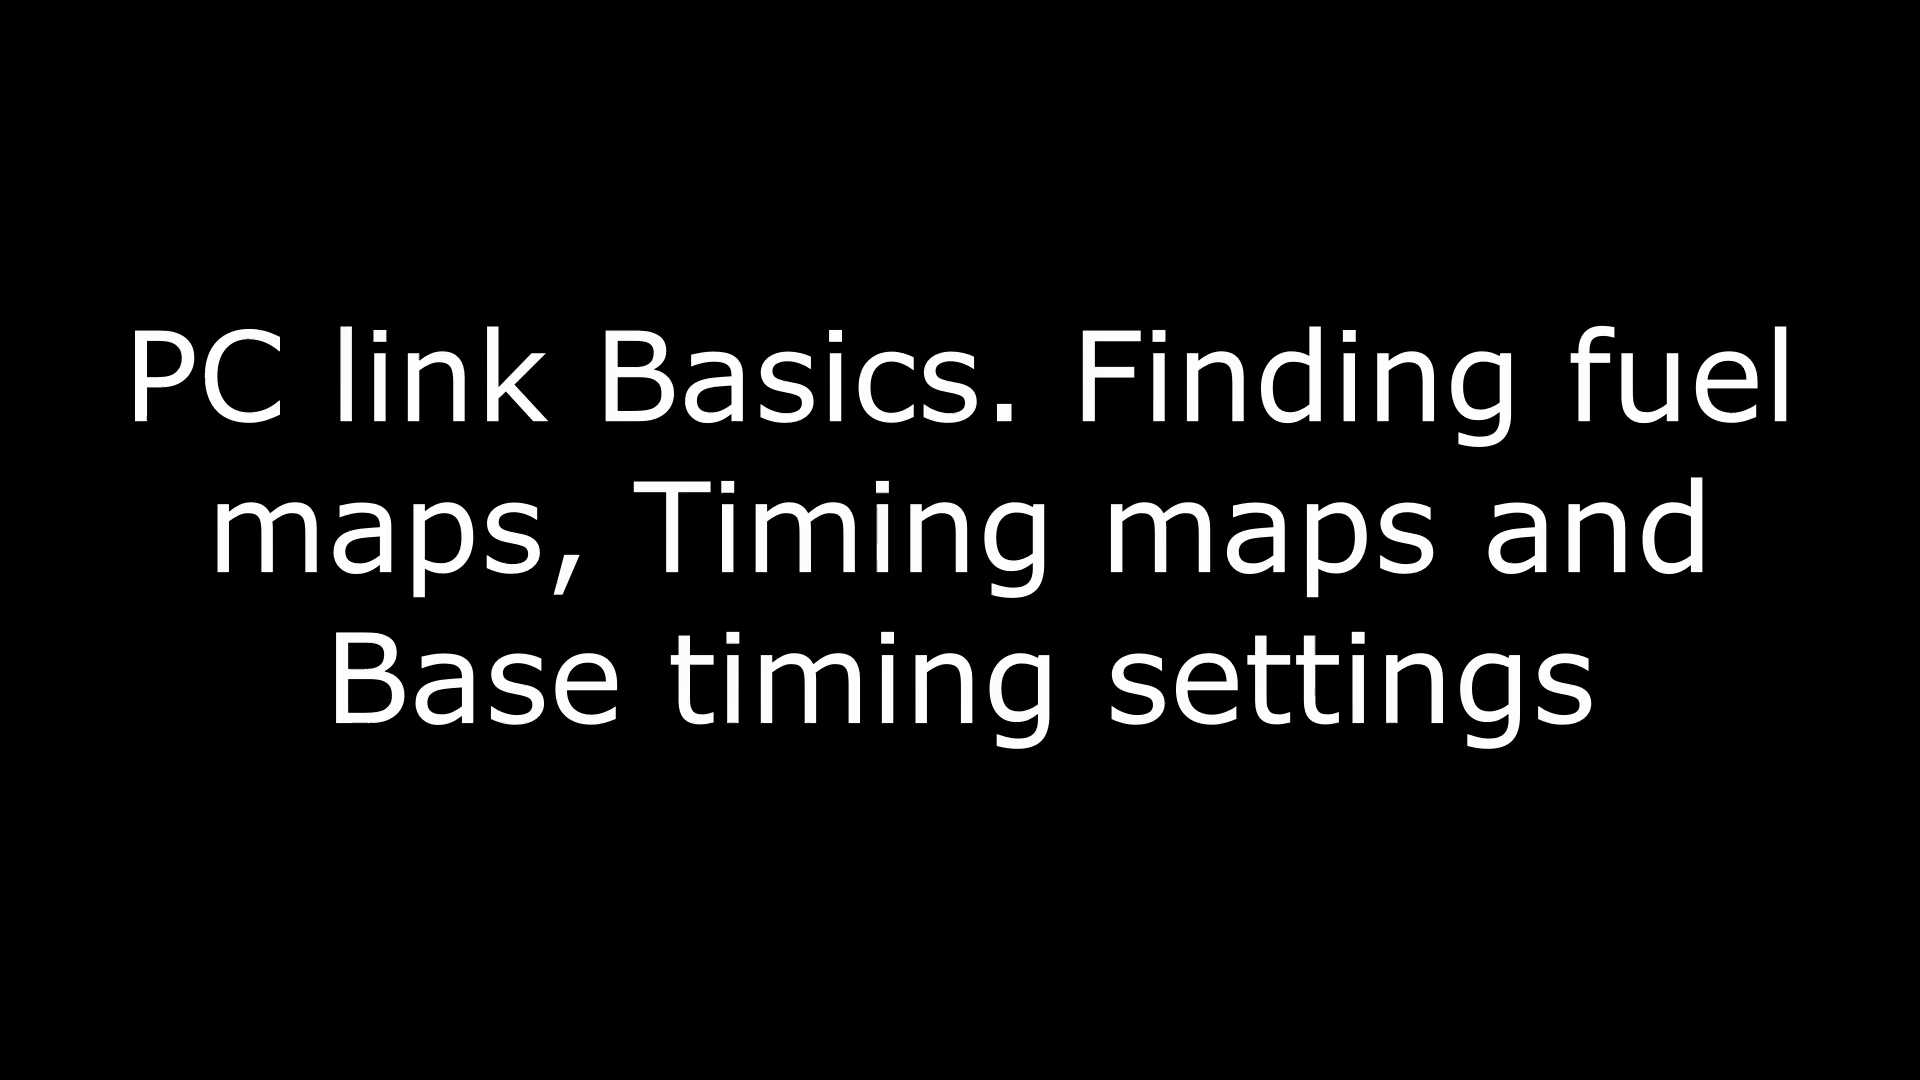 PC link Basics. Finding fuel
maps, Timing maps and
Base timing settings